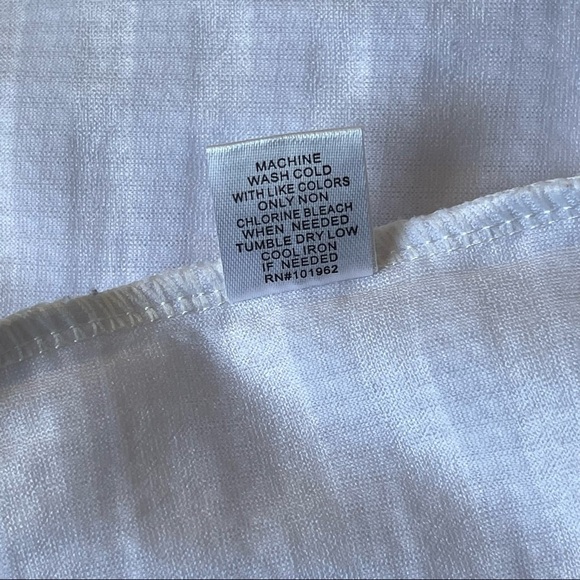 MACHINE
WASH COLD
WITH LIKE COLORS
ONLY NON
CHLORINE BLEACH
WHEN NEEDED
TUMBLE DRY LOW
COOL IRON
IF NEEDED
RN#101962